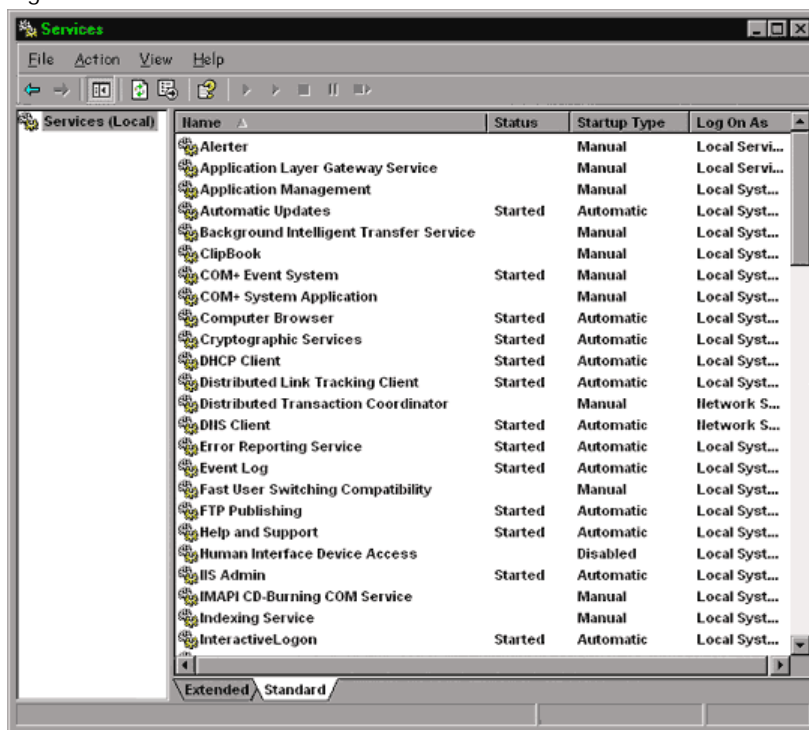 Services
File Action View Help
Services (Local)
Name Status Startup Type Log On As
Alerter Manual Local Servi...
Application Layer Gateway Service Manual Local Servi...
Application Management Manual Local Syst...
Automatic Updates Started Automatic Local Syst...
Background Intelligent Transfer Service Manual Local Syst...
ClipBook Manual Local Syst...
COM+ Event System Started Manual Local Syst...
COM+ System Application Manual Local Syst...
Computer Browser Started Automatic Local Syst...
Cryptographic Services Started Automatic Local Syst...
DHCP Client Started Automatic Local Syst...
Distributed Link Tracking Client Started Automatic Local Syst...
Distributed Transaction Coordinator Manual Network S...
DNS Client Started Automatic Network S...
Error Reporting Service Started Automatic Local Syst...
Event Log Started Automatic Local Syst...
Fast User Switching Compatibility Manual Local Syst...
FTP Publishing Started Automatic Local Syst...
Help and Support Started Automatic Local Syst...
Human Interface Device Access Disabled Local Syst...
IIS Admin Started Automatic Local Syst...
IMAPI CD-Burning COM Service Manual Local Syst...
Indexing Service Manual Local Syst...
InteractiveLogon Started Automatic Local Syst...
Extended Standard